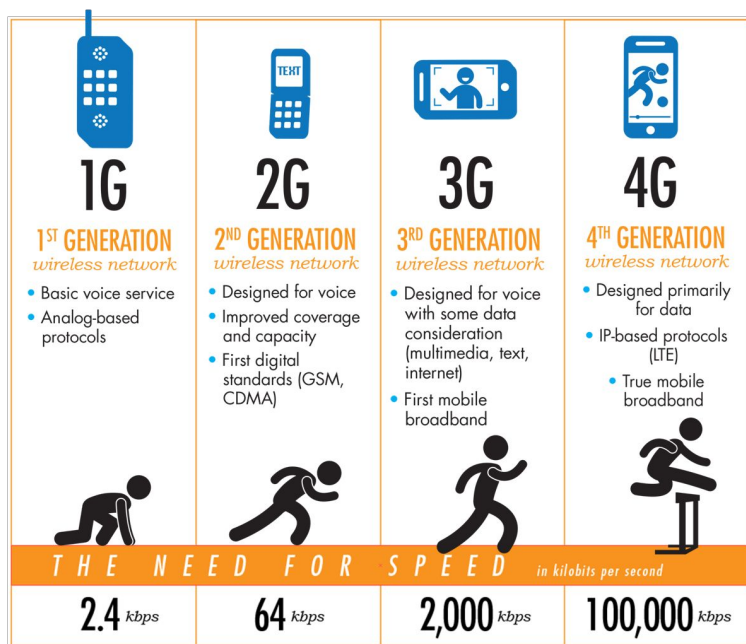 1G
1ST GENERATION
wireless network
• Basic voice service
• Analog-based
protocols
TEXT
2G
2ND GENERATION
wireless network
• Designed for voice
• Improved coverage
and capacity
• First digital
standards (GSM,
CDMA)
3G
3RD GENERATION
wireless network
• Designed for voice
with some data
consideration
(multimedia, text,
internet)
• First mobile
broadband
4G
4TH GENERATION
wireless network
• Designed primarily
for data
• IP-based protocols
(LTE)
• True mobile
broadband
THE NEED FOR SPEED in kilobits per second
2.4 kbps
64 kbps
2,000 kbps
100,000 kbps